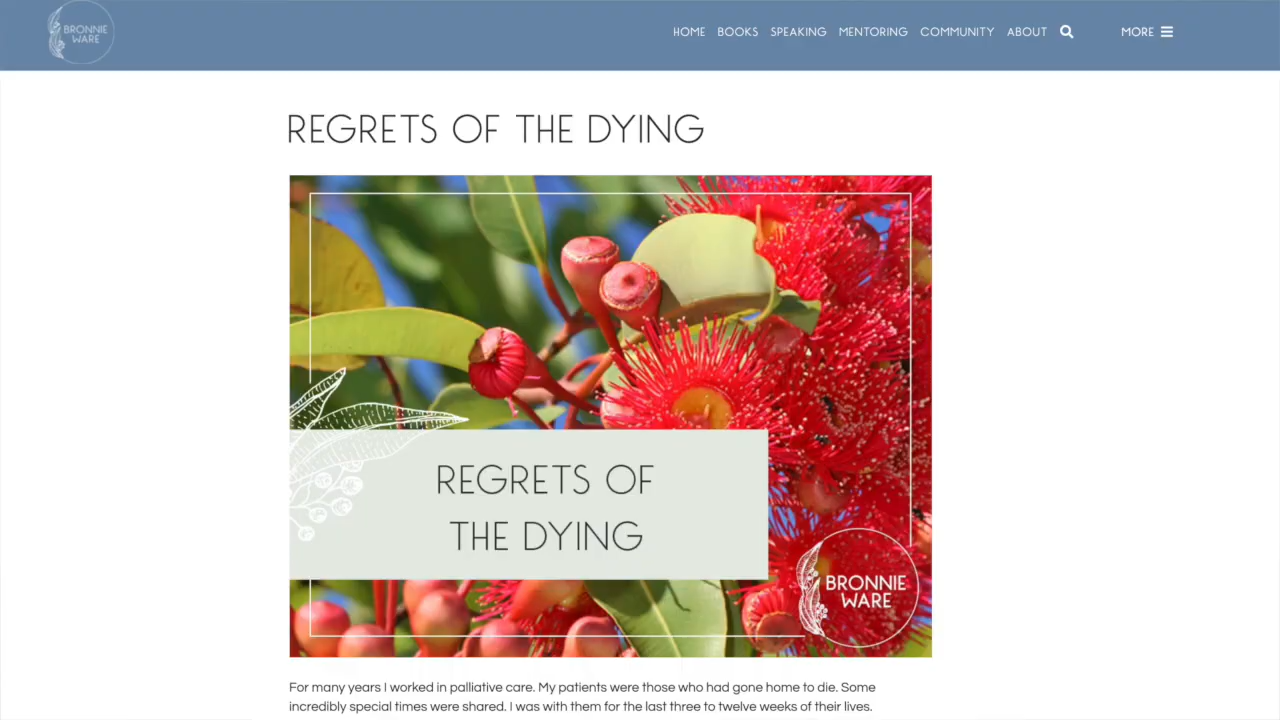 BRONNIE
WARE
HOME BOOKS SPEAKING MENTORING COMMUNITY ABOUT MORE
REGRETS OF THE DYING
REGRETS OF
THE DYING
BRONNIE
WARE
For many years I worked in palliative care. My patients were those who had gone home to die. Some
incredibly special times were shared. I was with them for the last three to twelve weeks of their lives.